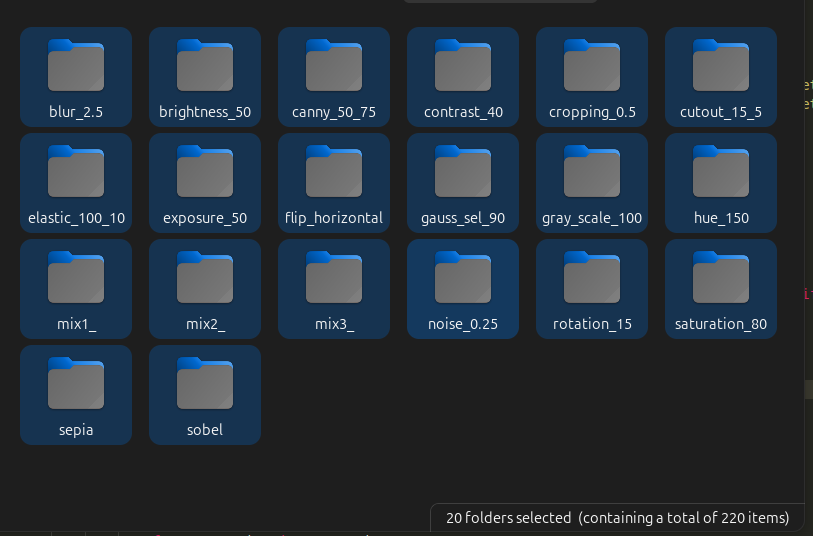 blur_2.5
brightness_50
canny_50_75
contrast_40
cropping_0.5
cutout_15_5
elastic_100_10
exposure_50
flip_horizontal
gauss_sel_90
gray_scale_100
hue_150
mix1_
mix2_
mix3_
noise_0.25
rotation_15
saturation_80
sepia
sobel
20 folders selected (containing a total of 220 items)